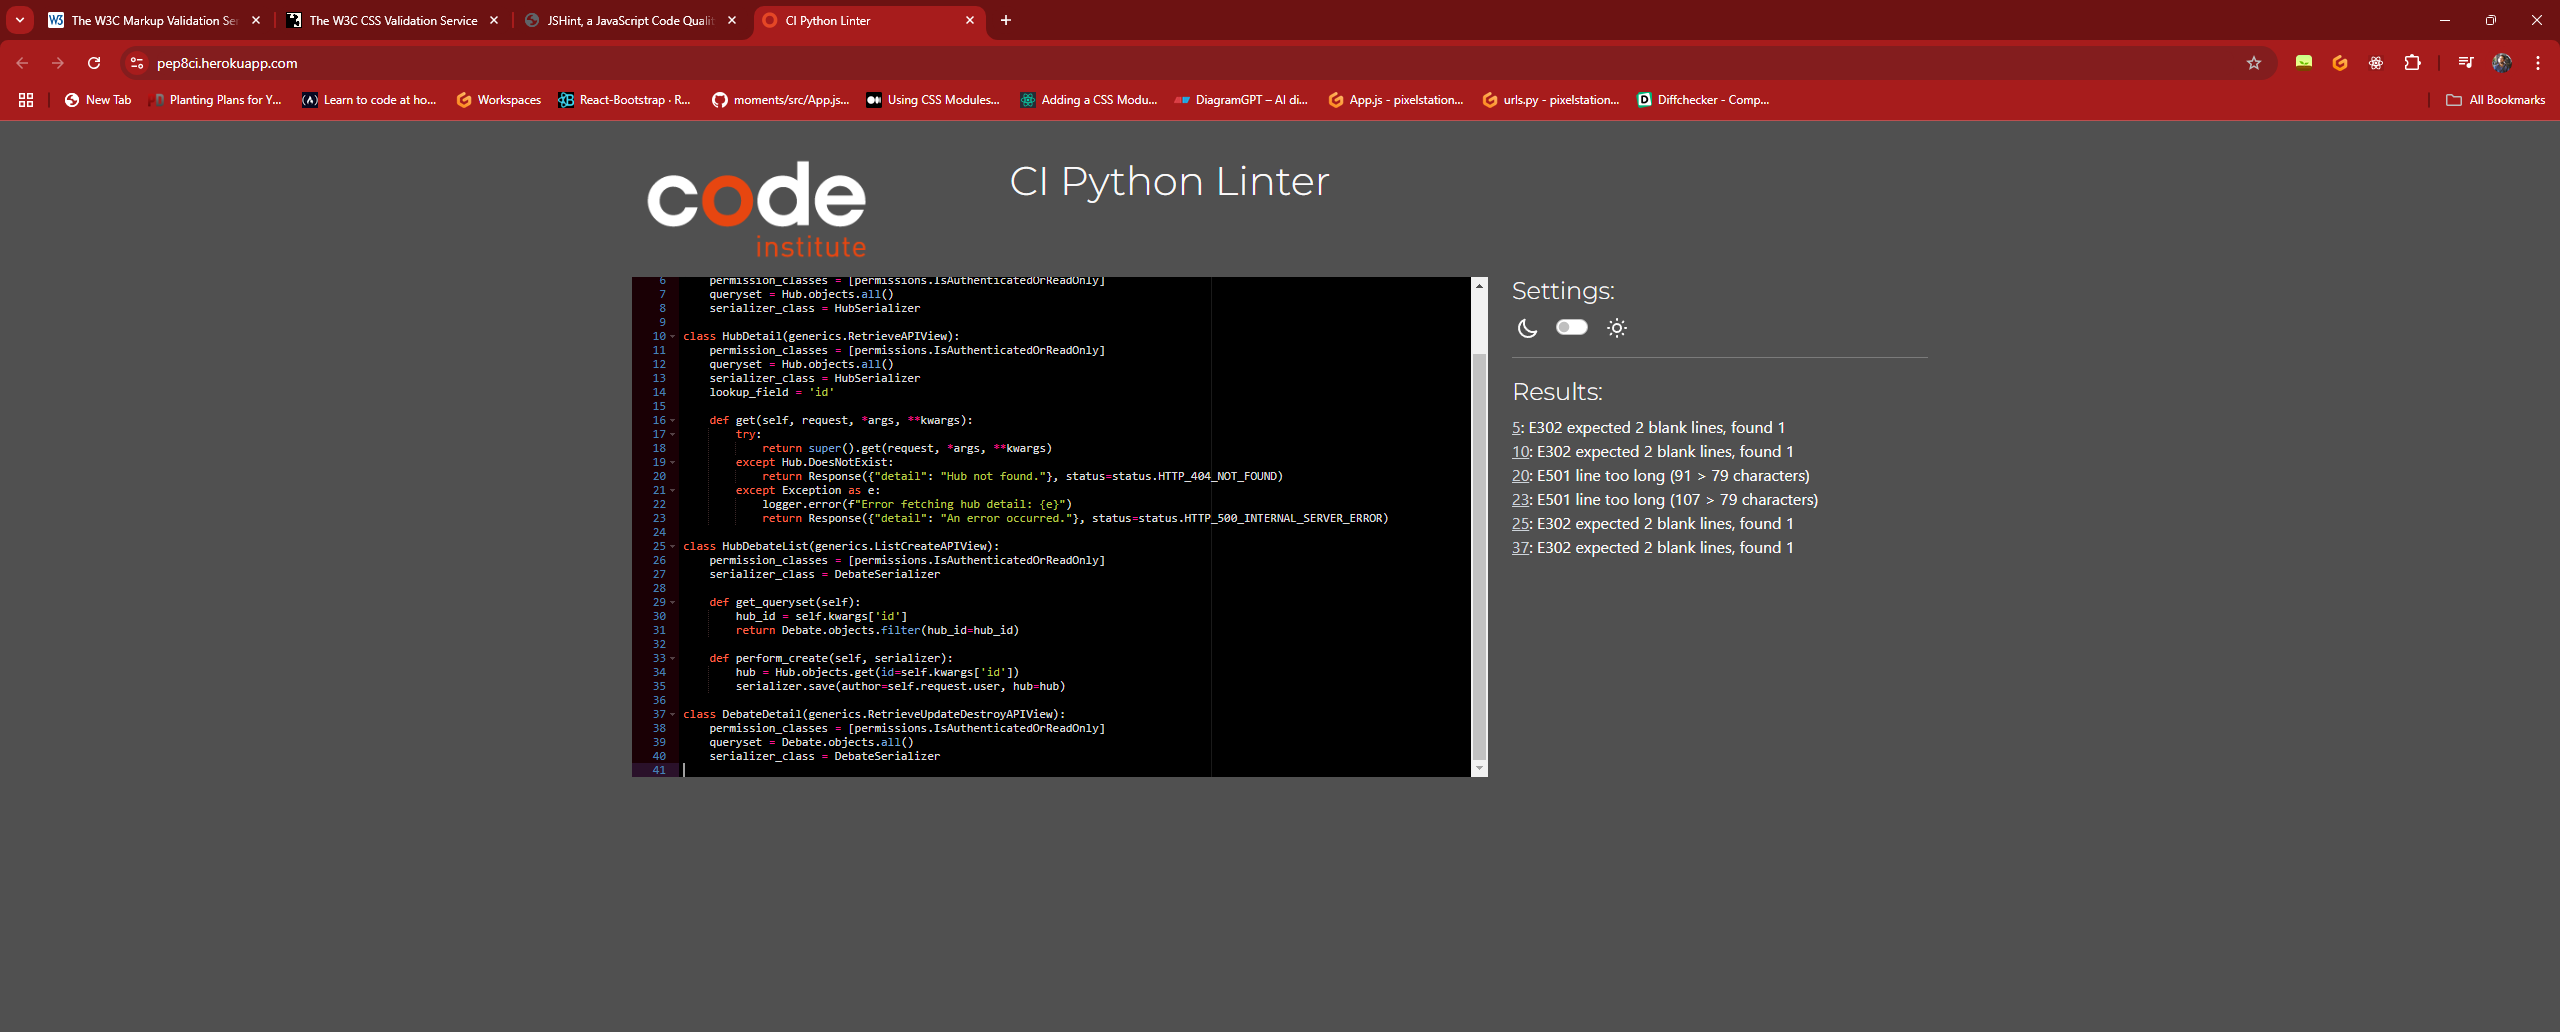 The W3C Markup Validation Se
The W3C CSS Validation Service
JSHint, a JavaScript Code Qualit
CI Python Linter
pep8ci.herokuapp.com
New Tab
Planting Plans for Y...
Learn to code at ho...
Workspaces
React-Bootstrap · R...
moments/src/App.js...
Using CSS Modules...
Adding a CSS Modu...
DiagramGPT – AI di...
App.js - pixelstation...
urls.py - pixelstation...
Diffchecker - Comp...
All Bookmarks
code
institute
CI Python Linter
6     permission_classes = [permissions.IsAuthenticatedOrReadOnly]
7     queryset = Hub.objects.all()
8     serializer_class = HubSerializer
9
10 class HubDetail(generics.RetrieveAPIView):
11     permission_classes = [permissions.IsAuthenticatedOrReadOnly]
12     queryset = Hub.objects.all()
13     serializer_class = HubSerializer
14     lookup_field = 'id'
15
16     def get(self, request, *args, **kwargs):
17         try:
18             return super().get(request, *args, **kwargs)
19         except Hub.DoesNotExist:
20             return Response({"detail": "Hub not found."}, status=status.HTTP_404_NOT_FOUND)
21         except Exception as e:
22             logger.error(f"Error fetching hub detail: {e}")
23             return Response({"detail": "An error occurred."}, status=status.HTTP_500_INTERNAL_SERVER_ERROR)
24
25 class HubDebateList(generics.ListCreateAPIView):
26     permission_classes = [permissions.IsAuthenticatedOrReadOnly]
27     serializer_class = DebateSerializer
28
29     def get_queryset(self):
30         hub_id = self.kwargs['id']
31         return Debate.objects.filter(hub_id=hub_id)
32
33     def perform_create(self, serializer):
34         hub = Hub.objects.get(id=self.kwargs['id'])
35         serializer.save(author=self.request.user, hub=hub)
36
37 class DebateDetail(generics.RetrieveUpdateDestroyAPIView):
38     permission_classes = [permissions.IsAuthenticatedOrReadOnly]
39     queryset = Debate.objects.all()
40     serializer_class = DebateSerializer
41
Settings:
Results:
5: E302 expected 2 blank lines, found 1
10: E302 expected 2 blank lines, found 1
20: E501 line too long (91 > 79 characters)
23: E501 line too long (107 > 79 characters)
25: E302 expected 2 blank lines, found 1
37: E302 expected 2 blank lines, found 1